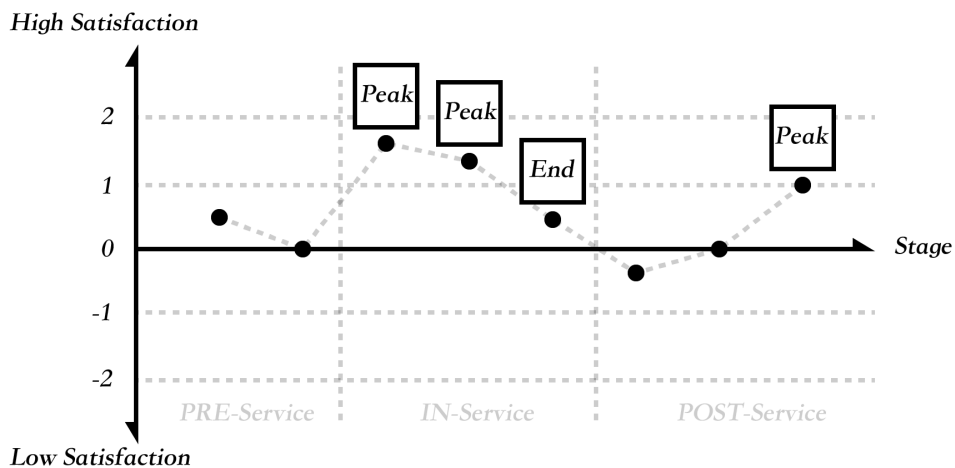 High Satisfaction
Peak
Peak
Peak
End
2
1
0
Stage
-1
-2
PRE-Service
IN-Service
POST-Service
Low Satisfaction